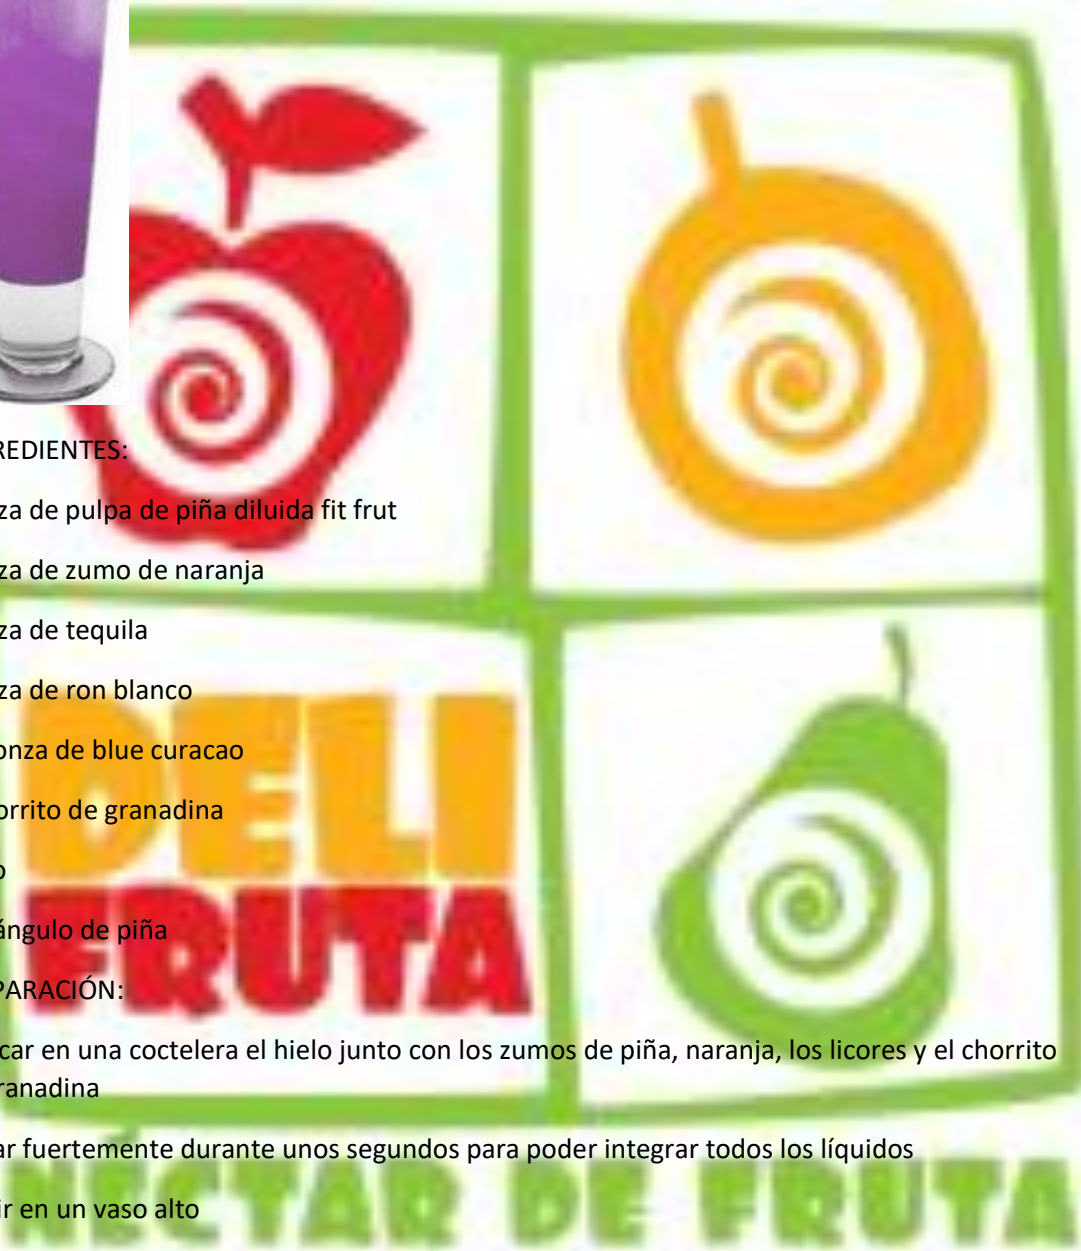 REDIENTES:
za de pulpa de piña diluida fit frut
za de zumo de naranja
za de tequila
za de ron blanco
onza de blue curacao
orrito de granadina
o
ángulo de piña
PARACIÓN:
car en una coctelera el hielo junto con los zumos de piña, naranja, los licores y el chorrito
ranadina
ar fuertemente durante unos segundos para poder integrar todos los líquidos
ir en un vaso alto
DELI
FRUTA
NÉCTAR DE FRUTA